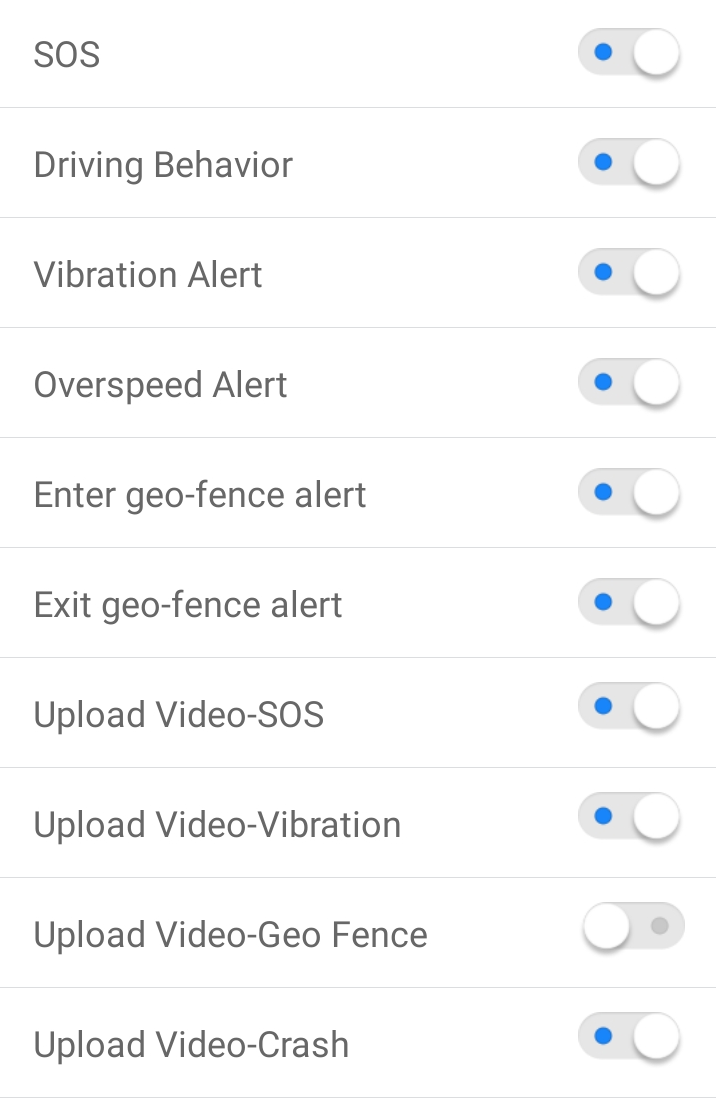 SOS
Driving Behavior
Vibration Alert
Overspeed Alert
Enter geo-fence alert
Exit geo-fence alert
Upload Video-SOS
Upload Video-Vibration
Upload Video-Geo Fence
Upload Video-Crash